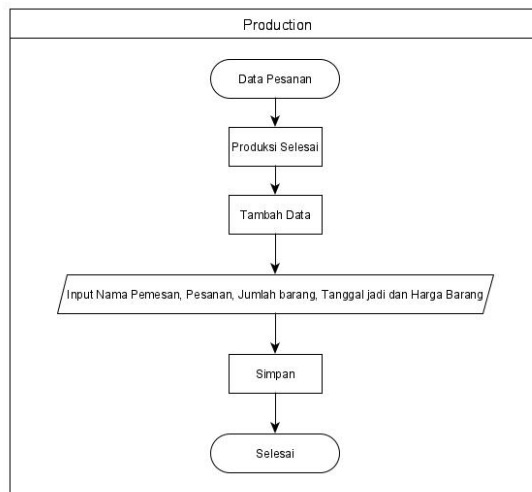 Production
Data Pesanan
Produksi Selesai
Tambah Data
Input Nama Pemesan, Pesanan, Jumlah barang, Tanggal jadi dan Harga Barang
Simpan
Selesai